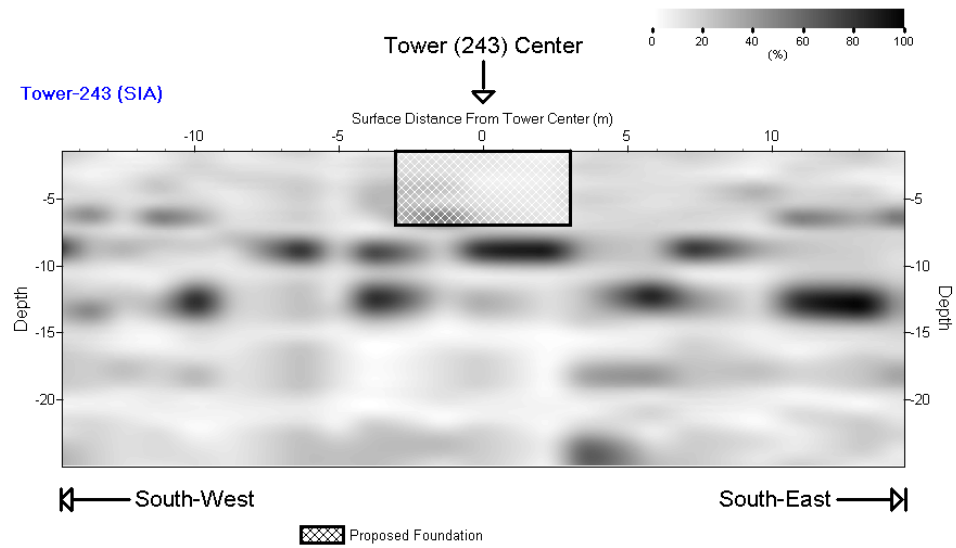 0 20 40 60 80 100
(%)
Tower (243) Center
Tower-243 (SIA)
Surface Distance From Tower Center (m)
-10 -5 0 5 10
-5 -5
-10 -10
Depth Depth
-15 -15
-20 -20
South-West South-East
Proposed Foundation